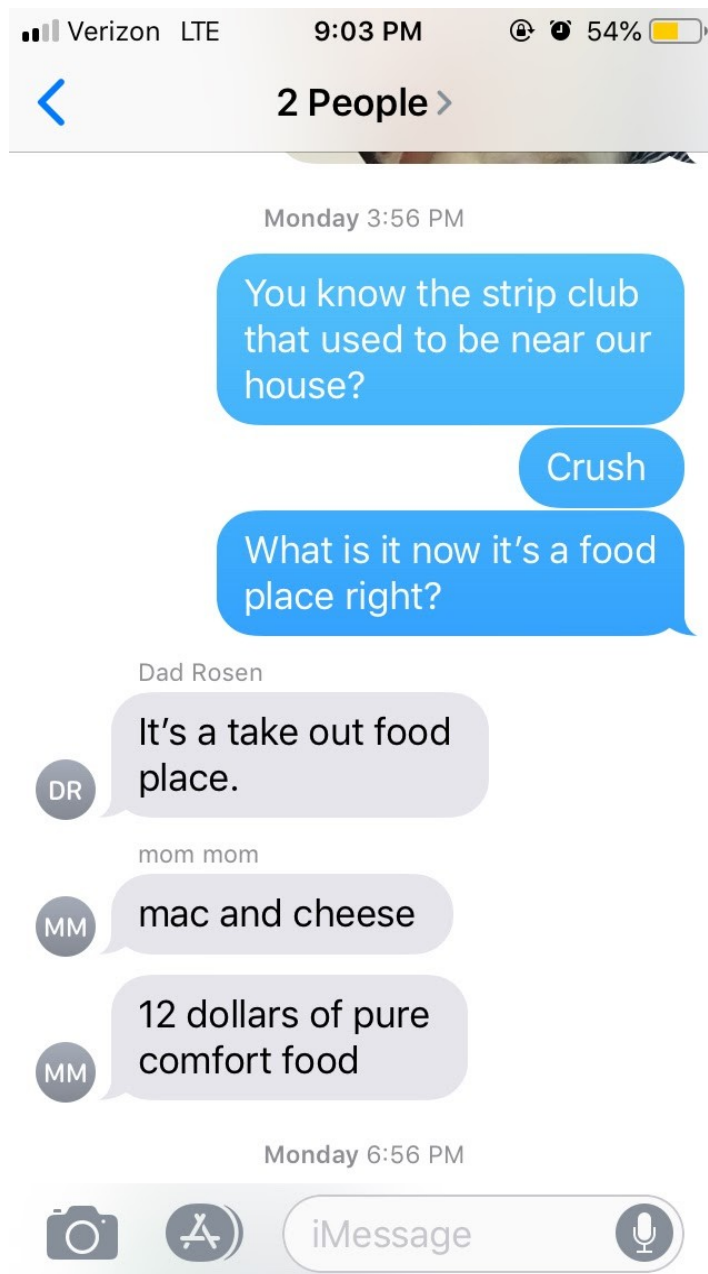 Verizon LTE 9:03 PM 54%
2 People
Monday 3:56 PM
You know the strip club
that used to be near our
house?
Crush
What is it now it’s a food
place right?
Dad Rosen
It’s a take out food
place.
DR
mom mom
mac and cheese
MM
12 dollars of pure
comfort food
MM
Monday 6:56 PM
iMessage